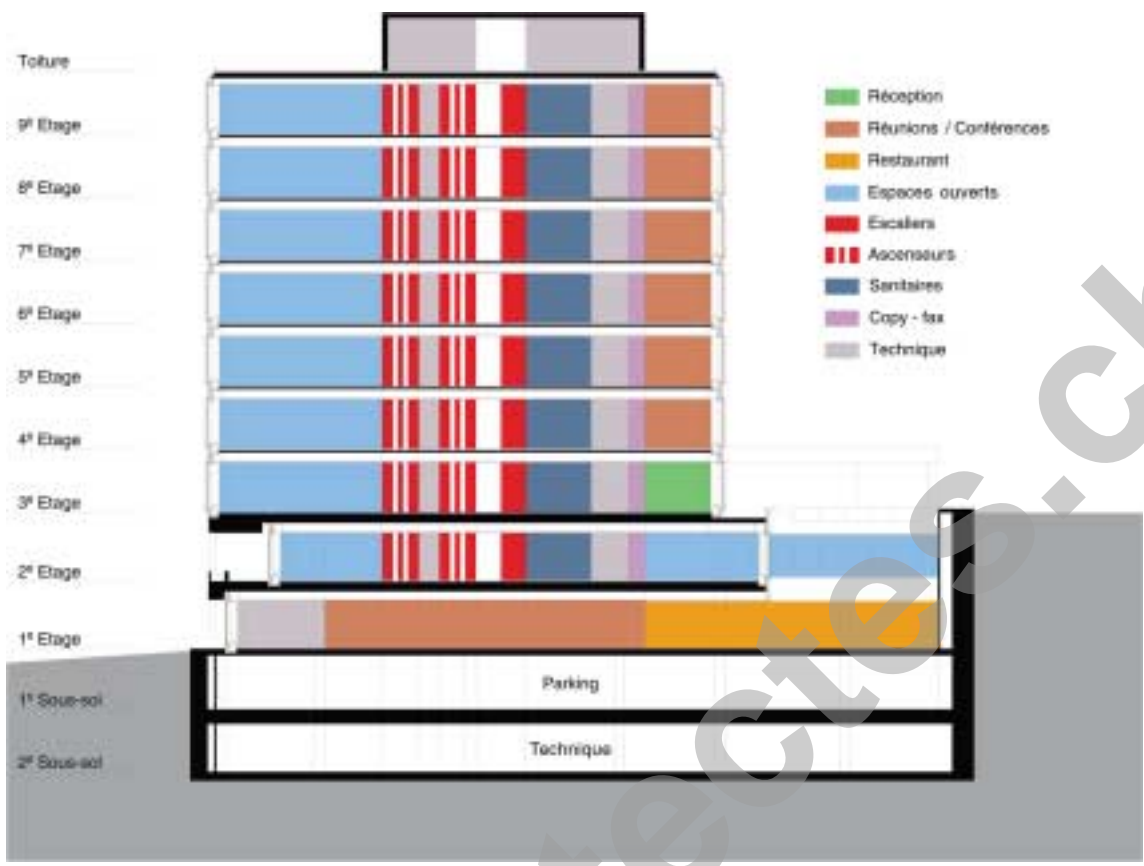 Toiture
9e Etage
8e Etage
7e Etage
6e Etage
5e Etage
4e Etage
3e Etage
2e Etage
1e Etage
1e Sous-sol
2e Sous-sol
Réception
Réunions / Conférences
Restaurant
Espaces ouverts
Escaliers
Ascenseurs
Sanitaires
Copy - fax
Technique
Parking
Technique